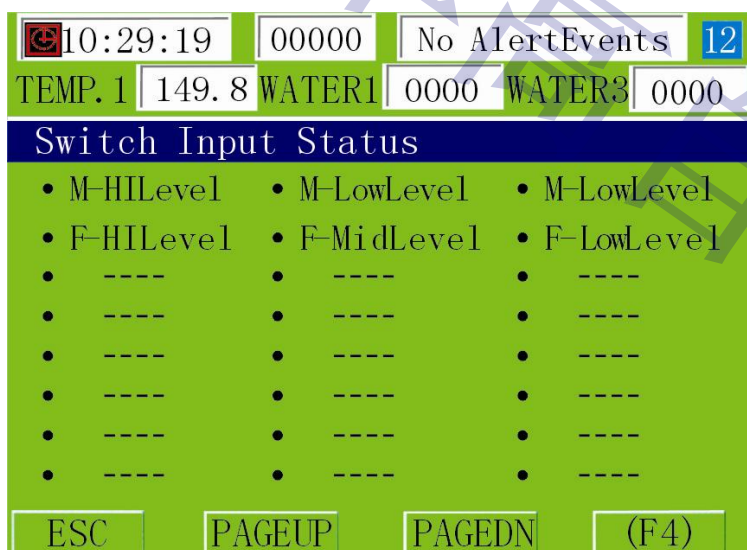 10:29:19 00000 No AlertEvents 12
TEMP.1 149.8 WATER1 0000 WATER3 0000
Switch Input Status
• M-HILevel • M-LowLevel • M-LowLevel
• F-HILevel • F-MidLevel • F-LowLevel
• ---- • ---- • ----
• ---- • ---- • ----
• ---- • ---- • ----
• ---- • ---- • ----
• ---- • ---- • ----
• ---- • ---- • ----
ESC PAGEUP PAGEDN (F4)